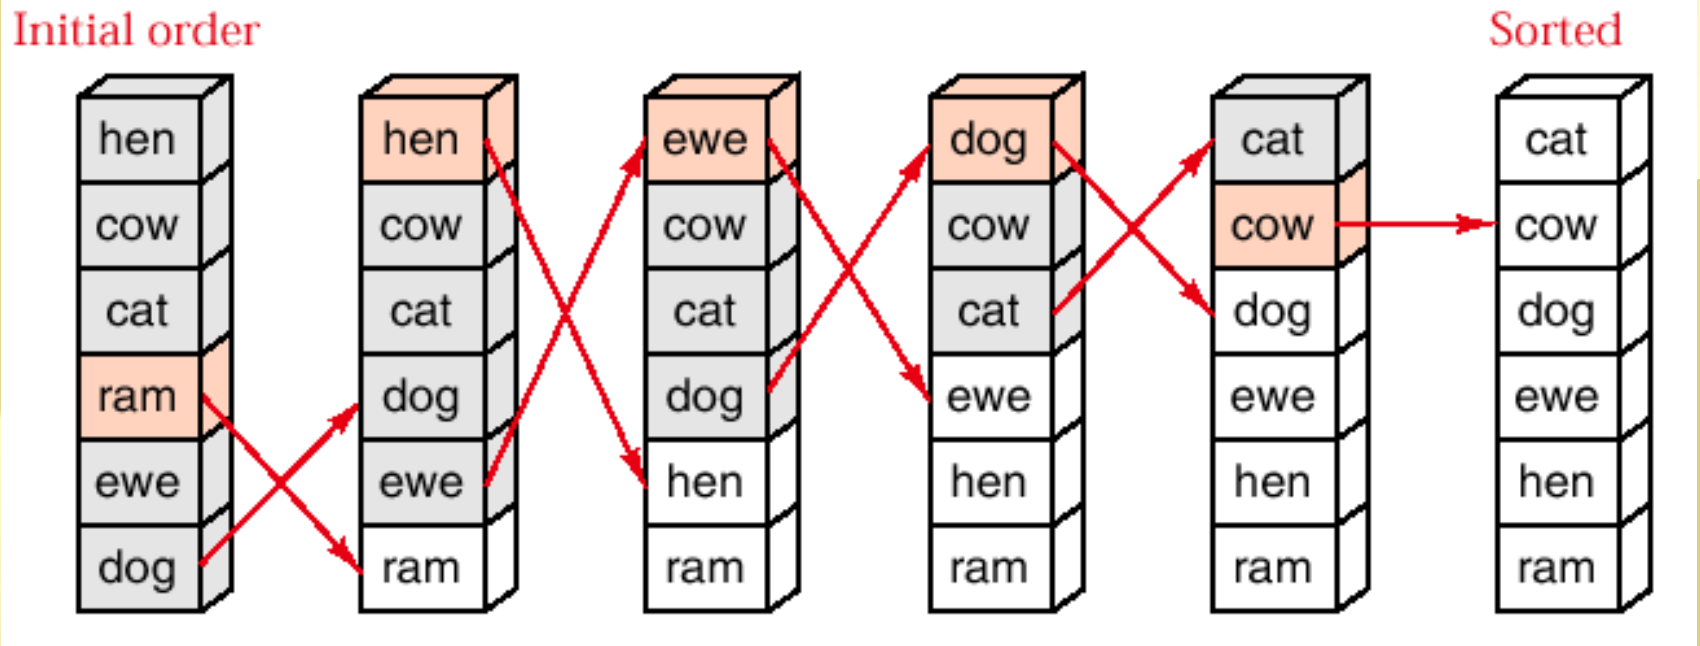 Initial order Sorted
hen hen ewe dog cat cat
cow cow cow cow cow cow
cat cat cat cat dog dog
ram dog dog ewe ewe ewe
ewe ewe hen hen hen hen
dog ram ram ram ram ram